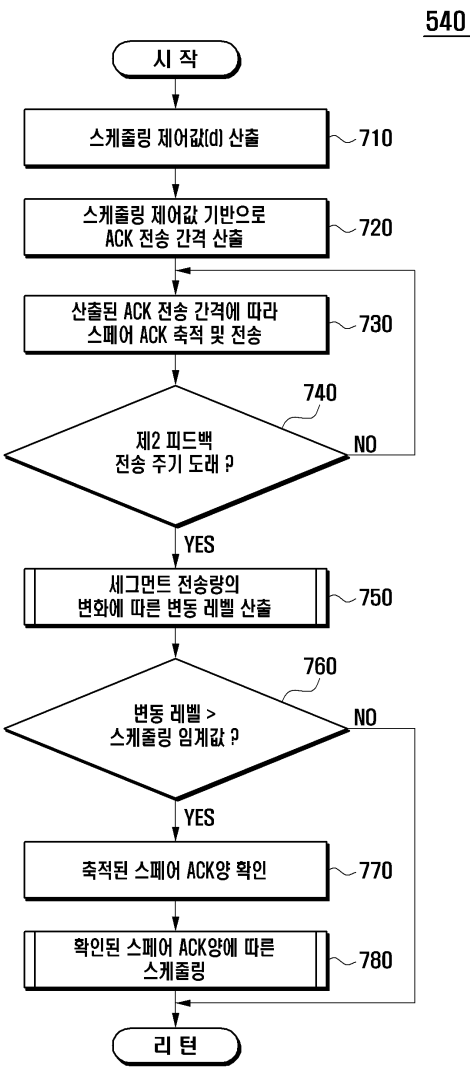 540
시 작
스케줄링 제어값(d) 산출
710
스케줄링 제어값 기반으로
ACK 전송 간격 산출
720
산출된 ACK 전송 간격에 따라
스페어 ACK 축적 및 전송
730
740
제2 피드백
전송 주기 도래 ?
NO
YES
세그먼트 전송량의
변화에 따른 변동 레벨 산출
750
760
변동 레벨 >
스케줄링 임계값 ?
NO
YES
축적된 스페어 ACK양 확인
770
확인된 스페어 ACK양에 따른
스케줄링
780
리 턴